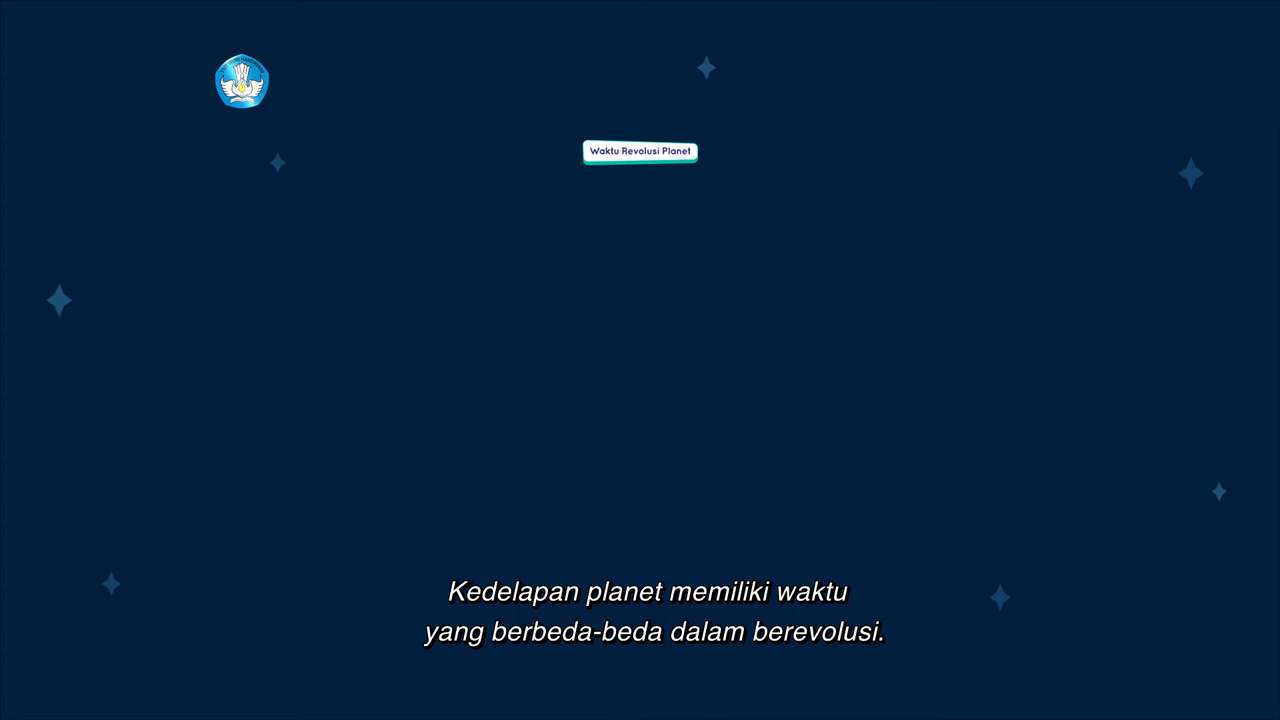 Waktu Revolusi Planet
Kedelapan planet memiliki waktu
yang berbeda-beda dalam berevolusi.